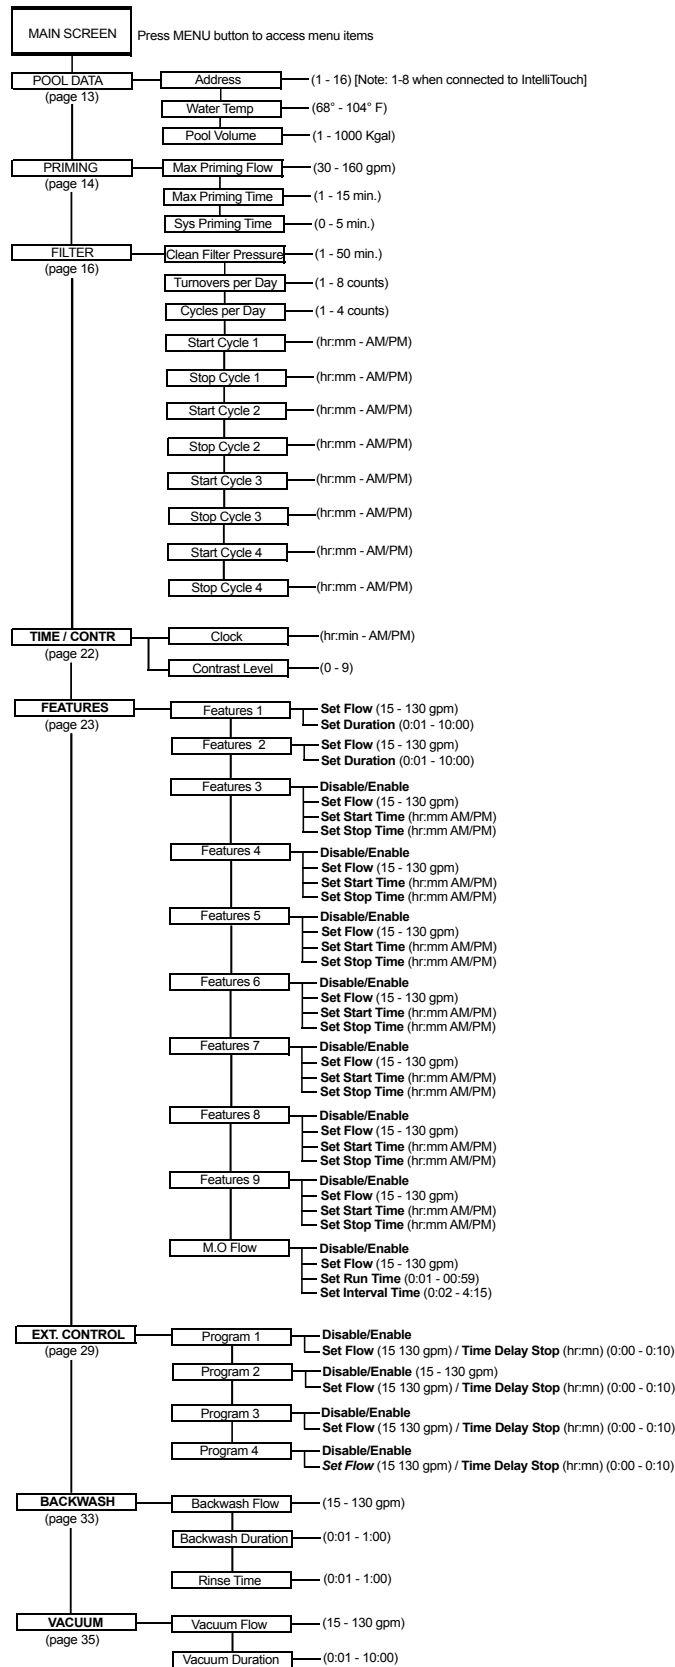 MAIN SCREEN Press MENU button to access menu items
POOL DATA Address (1 - 16) [Note: 1-8 when connected to IntelliTouch]
(page 13)
Water Temp (68° - 104° F)
Pool Volume (1 - 1000 Kgal)
PRIMING Max Priming Flow (30 - 160 gpm)
(page 14)
Max Priming Time (1 - 15 min.)
Sys Priming Time (0 - 5 min.)
FILTER Clean Filter Pressure (1 - 50 min.)
(page 16)
Turnovers per Day (1 - 8 counts)
Cycles per Day (1 - 4 counts)
Start Cycle 1 (hr:mm - AM/PM)
Stop Cycle 1 (hr:mm - AM/PM)
Start Cycle 2 (hr:mm - AM/PM)
Stop Cycle 2 (hr:mm - AM/PM)
Start Cycle 3 (hr:mm - AM/PM)
Stop Cycle 3 (hr:mm - AM/PM)
Start Cycle 4 (hr:mm - AM/PM)
Stop Cycle 4 (hr:mm - AM/PM)
TIME / CONTR Clock (hr:min - AM/PM)
(page 22)
Contrast Level (0 - 9)
FEATURES Features 1 Set Flow (15 - 130 gpm)
(page 23) Set Duration (0:01 - 10:00)
Features 2 Set Flow (15 - 130 gpm)
Set Duration (0:01 - 10:00)
Features 3 Disable/Enable
Set Flow (15 - 130 gpm)
Set Start Time (hr:mm AM/PM)
Set Stop Time (hr:mm AM/PM)
Features 4 Disable/Enable
Set Flow (15 - 130 gpm)
Set Start Time (hr:mm AM/PM)
Set Stop Time (hr:mm AM/PM)
Features 5 Disable/Enable
Set Flow (15 - 130 gpm)
Set Start Time (hr:mm AM/PM)
Set Stop Time (hr:mm AM/PM)
Features 6 Disable/Enable
Set Flow (15 - 130 gpm)
Set Start Time (hr:mm AM/PM)
Set Stop Time (hr:mm AM/PM)
Features 7 Disable/Enable
Set Flow (15 - 130 gpm)
Set Start Time (hr:mm AM/PM)
Set Stop Time (hr:mm AM/PM)
Features 8 Disable/Enable
Set Flow (15 - 130 gpm)
Set Start Time (hr:mm AM/PM)
Set Stop Time (hr:mm AM/PM)
Features 9 Disable/Enable
Set Flow (15 - 130 gpm)
Set Start Time (hr:mm AM/PM)
Set Stop Time (hr:mm AM/PM)
M.O Flow Disable/Enable
Set Flow (15 - 130 gpm)
Set Run Time (0:01 - 00:59)
Set Interval Time (0:02 - 4:15)
EXT. CONTROL Program 1 Disable/Enable
(page 29) Set Flow (15 130 gpm) / Time Delay Stop (hr:mn) (0:00 - 0:10)
Program 2 Disable/Enable (15 - 130 gpm)
Set Flow (15 130 gpm) / Time Delay Stop (hr:mn) (0:00 - 0:10)
Program 3 Disable/Enable
Set Flow (15 130 gpm) / Time Delay Stop (hr:mn) (0:00 - 0:10)
Program 4 Disable/Enable
Set Flow (15 130 gpm) / Time Delay Stop (hr:mn) (0:00 - 0:10)
BACKWASH Backwash Flow (15 - 130 gpm)
(page 33)
Backwash Duration (0:01 - 1:00)
Rinse Time (0:01 - 1:00)
VACUUM Vacuum Flow (15 - 130 gpm)
(page 35)
Vacuum Duration (0:01 - 10:00)